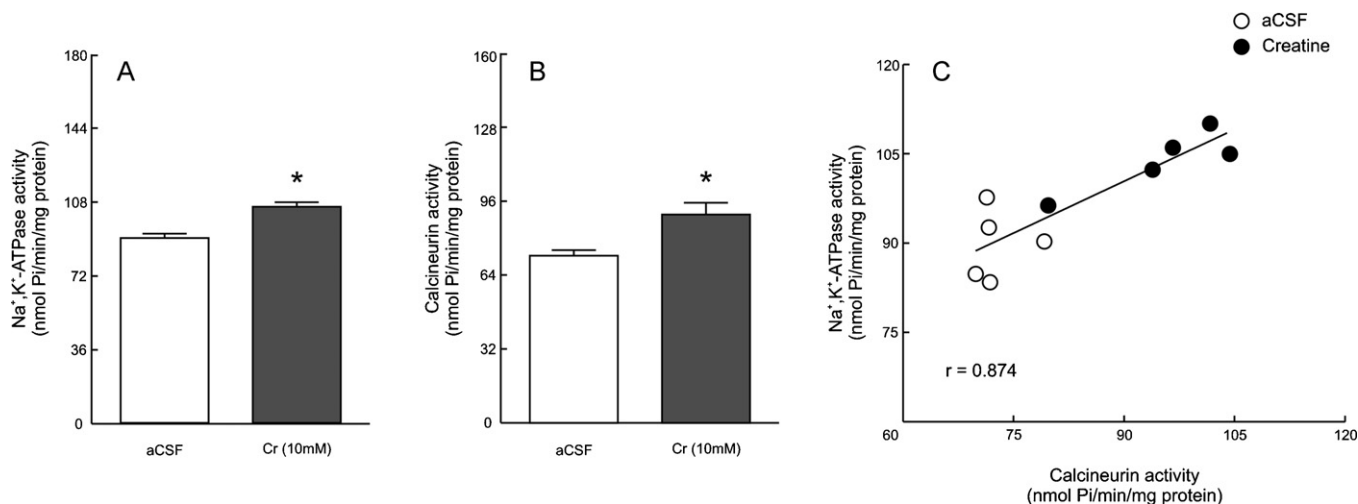 A
Na⁺,K⁺-ATPase activity
(nmol Pi/min/mg protein)
180
144
108
72
36
0
*
aCSF
Cr (10mM)
B
Calcineurin activity
(nmol Pi/min/mg protein)
160
128
96
64
32
0
*
aCSF
Cr (10mM)
aCSF
Creatine
C
Na⁺,K⁺-ATPase activity
(nmol Pi/min/mg protein)
120
105
90
75
r = 0.874
60
75
90
105
120
Calcineurin activity
(nmol Pi/min/mg protein)